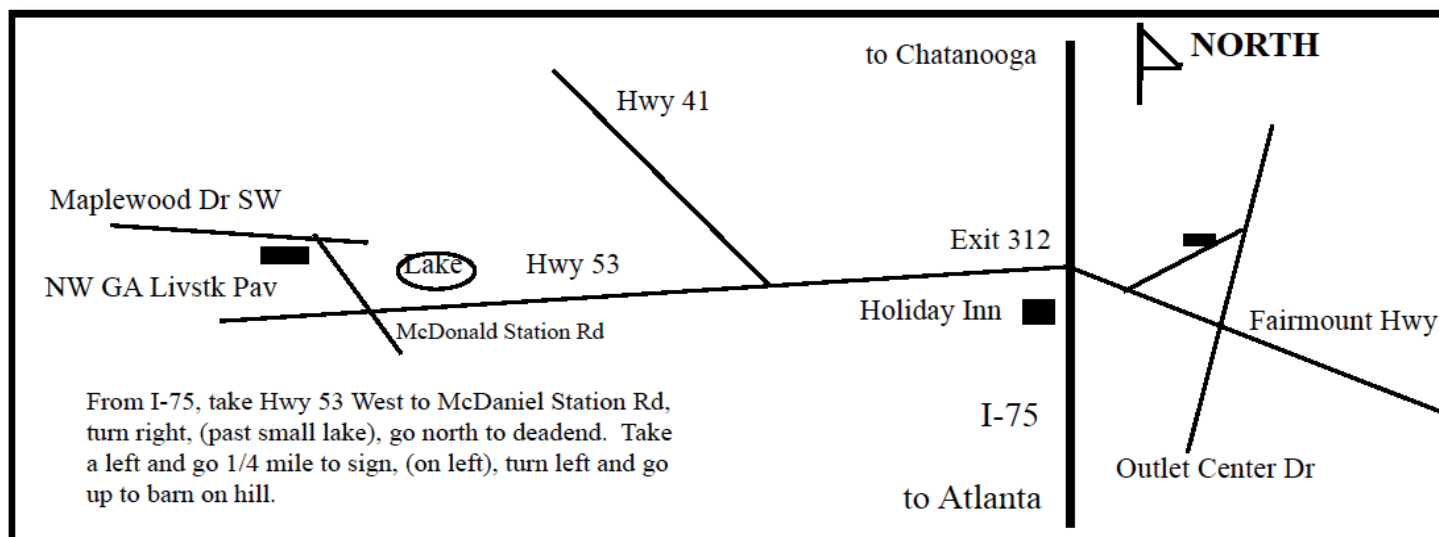 to Chatanooga
NORTH
Hwy 41
Maplewood Dr SW
Exit 312
Lake
Hwy 53
NW GA Livstk Pav
Holiday Inn
Fairmount Hwy
McDonald Station Rd
From I-75, take Hwy 53 West to McDaniel Station Rd,
turn right, (past small lake), go north to deadend. Take
a left and go 1/4 mile to sign, (on left), turn left and go
up to barn on hill.
I-75
Outlet Center Dr
to Atlanta